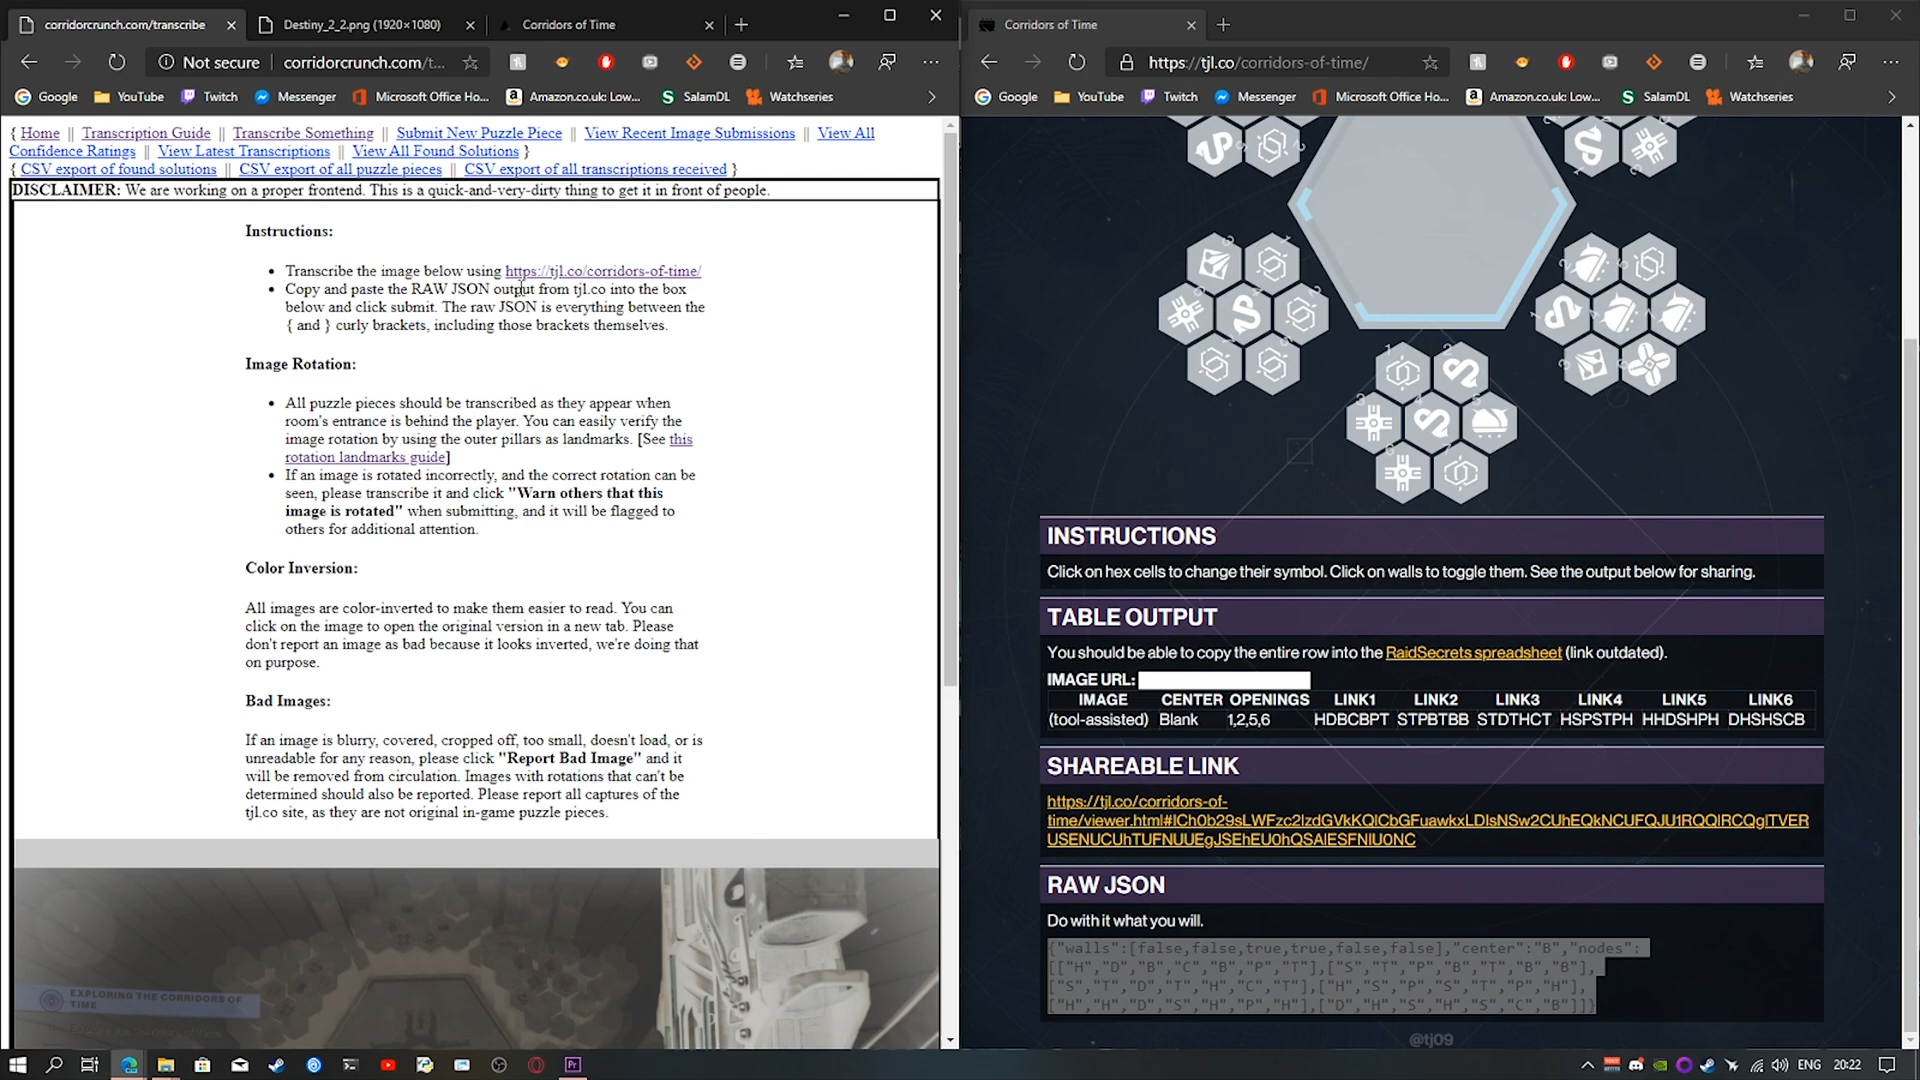 corridorcrunch.com/transcribe
Destiny_2_2.png (1920×1080)
Corridors of Time
Corridors of Time
Not secure
corridorcrunch.com/t...
https://tjl.co/corridors-of-time/
Google YouTube Twitch Messenger Microsoft Office Ho... Amazon.co.uk: Low... SalamDL Watchseries
Google YouTube Twitch Messenger Microsoft Office Ho... Amazon.co.uk: Low... SalamDL Watchseries
{ Home || Transcription Guide || Transcribe Something || Submit New Puzzle Piece || View Recent Image Submissions || View All
Confidence Ratings || View Latest Transcriptions || View All Found Solutions }
{ CSV export of found solutions || CSV export of all puzzle pieces || CSV export of all transcriptions received }
DISCLAIMER: We are working on a proper frontend. This is a quick-and-very-dirty thing to get it in front of people.
Instructions:
• Transcribe the image below using https://tjl.co/corridors-of-time/
• Copy and paste the RAW JSON output from tjl.co into the box
below and click submit. The raw JSON is everything between the
{ and } curly brackets, including those brackets themselves.
Image Rotation:
• All puzzle pieces should be transcribed as they appear when
room's entrance is behind the player. You can easily verify the
image rotation by using the outer pillars as landmarks. [See this
rotation landmarks guide]
• If an image is rotated incorrectly, and the correct rotation can be
seen, please transcribe it and click "Warn others that this
image is rotated" when submitting, and it will be flagged to
others for additional attention.
Color Inversion:
All images are color-inverted to make them easier to read. You can
click on the image to open the original version in a new tab. Please
don't report an image as bad because it looks inverted, we're doing that
on purpose.
Bad Images:
If an image is blurry, covered, cropped off, too small, doesn't load, or is
unreadable for any reason, please click "Report Bad Image" and it
will be removed from circulation. Images with rotations that can't be
determined should also be reported. Please report all captures of the
tjl.co site, as they are not original in-game puzzle pieces.
EXPLORING THE CORRIDORS OF
TIME
INSTRUCTIONS
Click on hex cells to change their symbol. Click on walls to toggle them. See the output below for sharing.
TABLE OUTPUT
You should be able to copy the entire row into the RaidSecrets spreadsheet (link outdated).
IMAGE URL:
IMAGE CENTER OPENINGS LINK1 LINK2 LINK3 LINK4 LINK5 LINK6
(tool-assisted) Blank 1,2,5,6 HDBCBPT STPBTBB STDTHCT HSPSTPH HHDSHPH DHSHSCB
SHAREABLE LINK
https://tjl.co/corridors-of-
time/viewer.html#ICh0b29sLWFzc2lzdGVkKQlCbGFuawkxLDIsNSw2CUhEQkNCUFQJU1RQQlRCQglTVER
USENUCUhTUFNUUEgJSEhEU0hQSAlESFNIU0NC
RAW JSON
Do with it what you will.
{"walls":[false,false,true,true,false,false],"center":"B","nodes":
[["H","D","B","C","B","P","T"],["S","T","P","B","T","B","B"],
["S","T","D","T","H","C","T"],["H","S","P","S","T","P","H"],
["H","H","D","S","H","P","H"],["D","H","S","H","S","C","B"]]}
@tj09
ENG 20:22